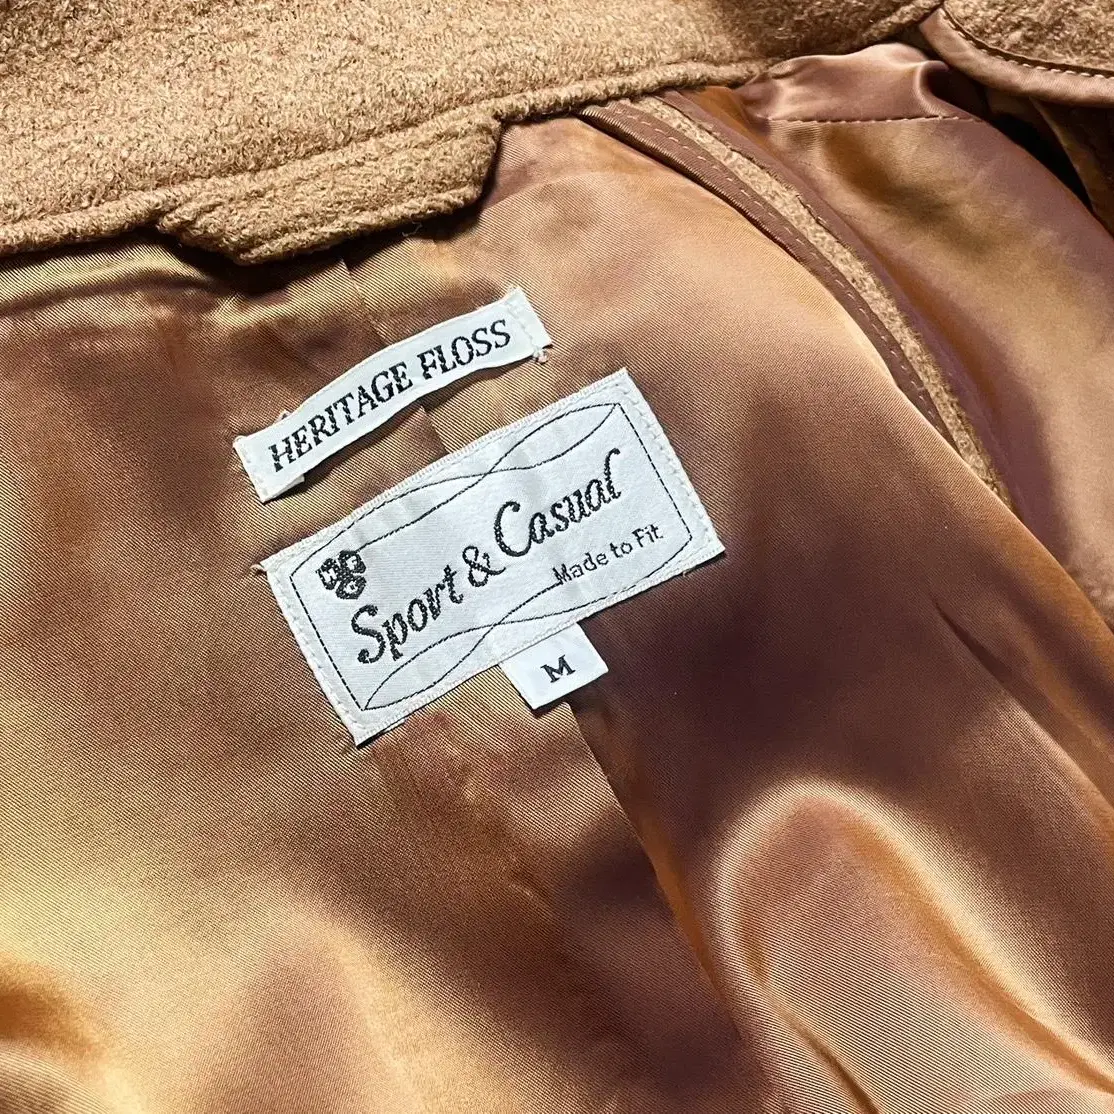 HERITAGE FLOSS
Sport & Casual
Made to Fit
M